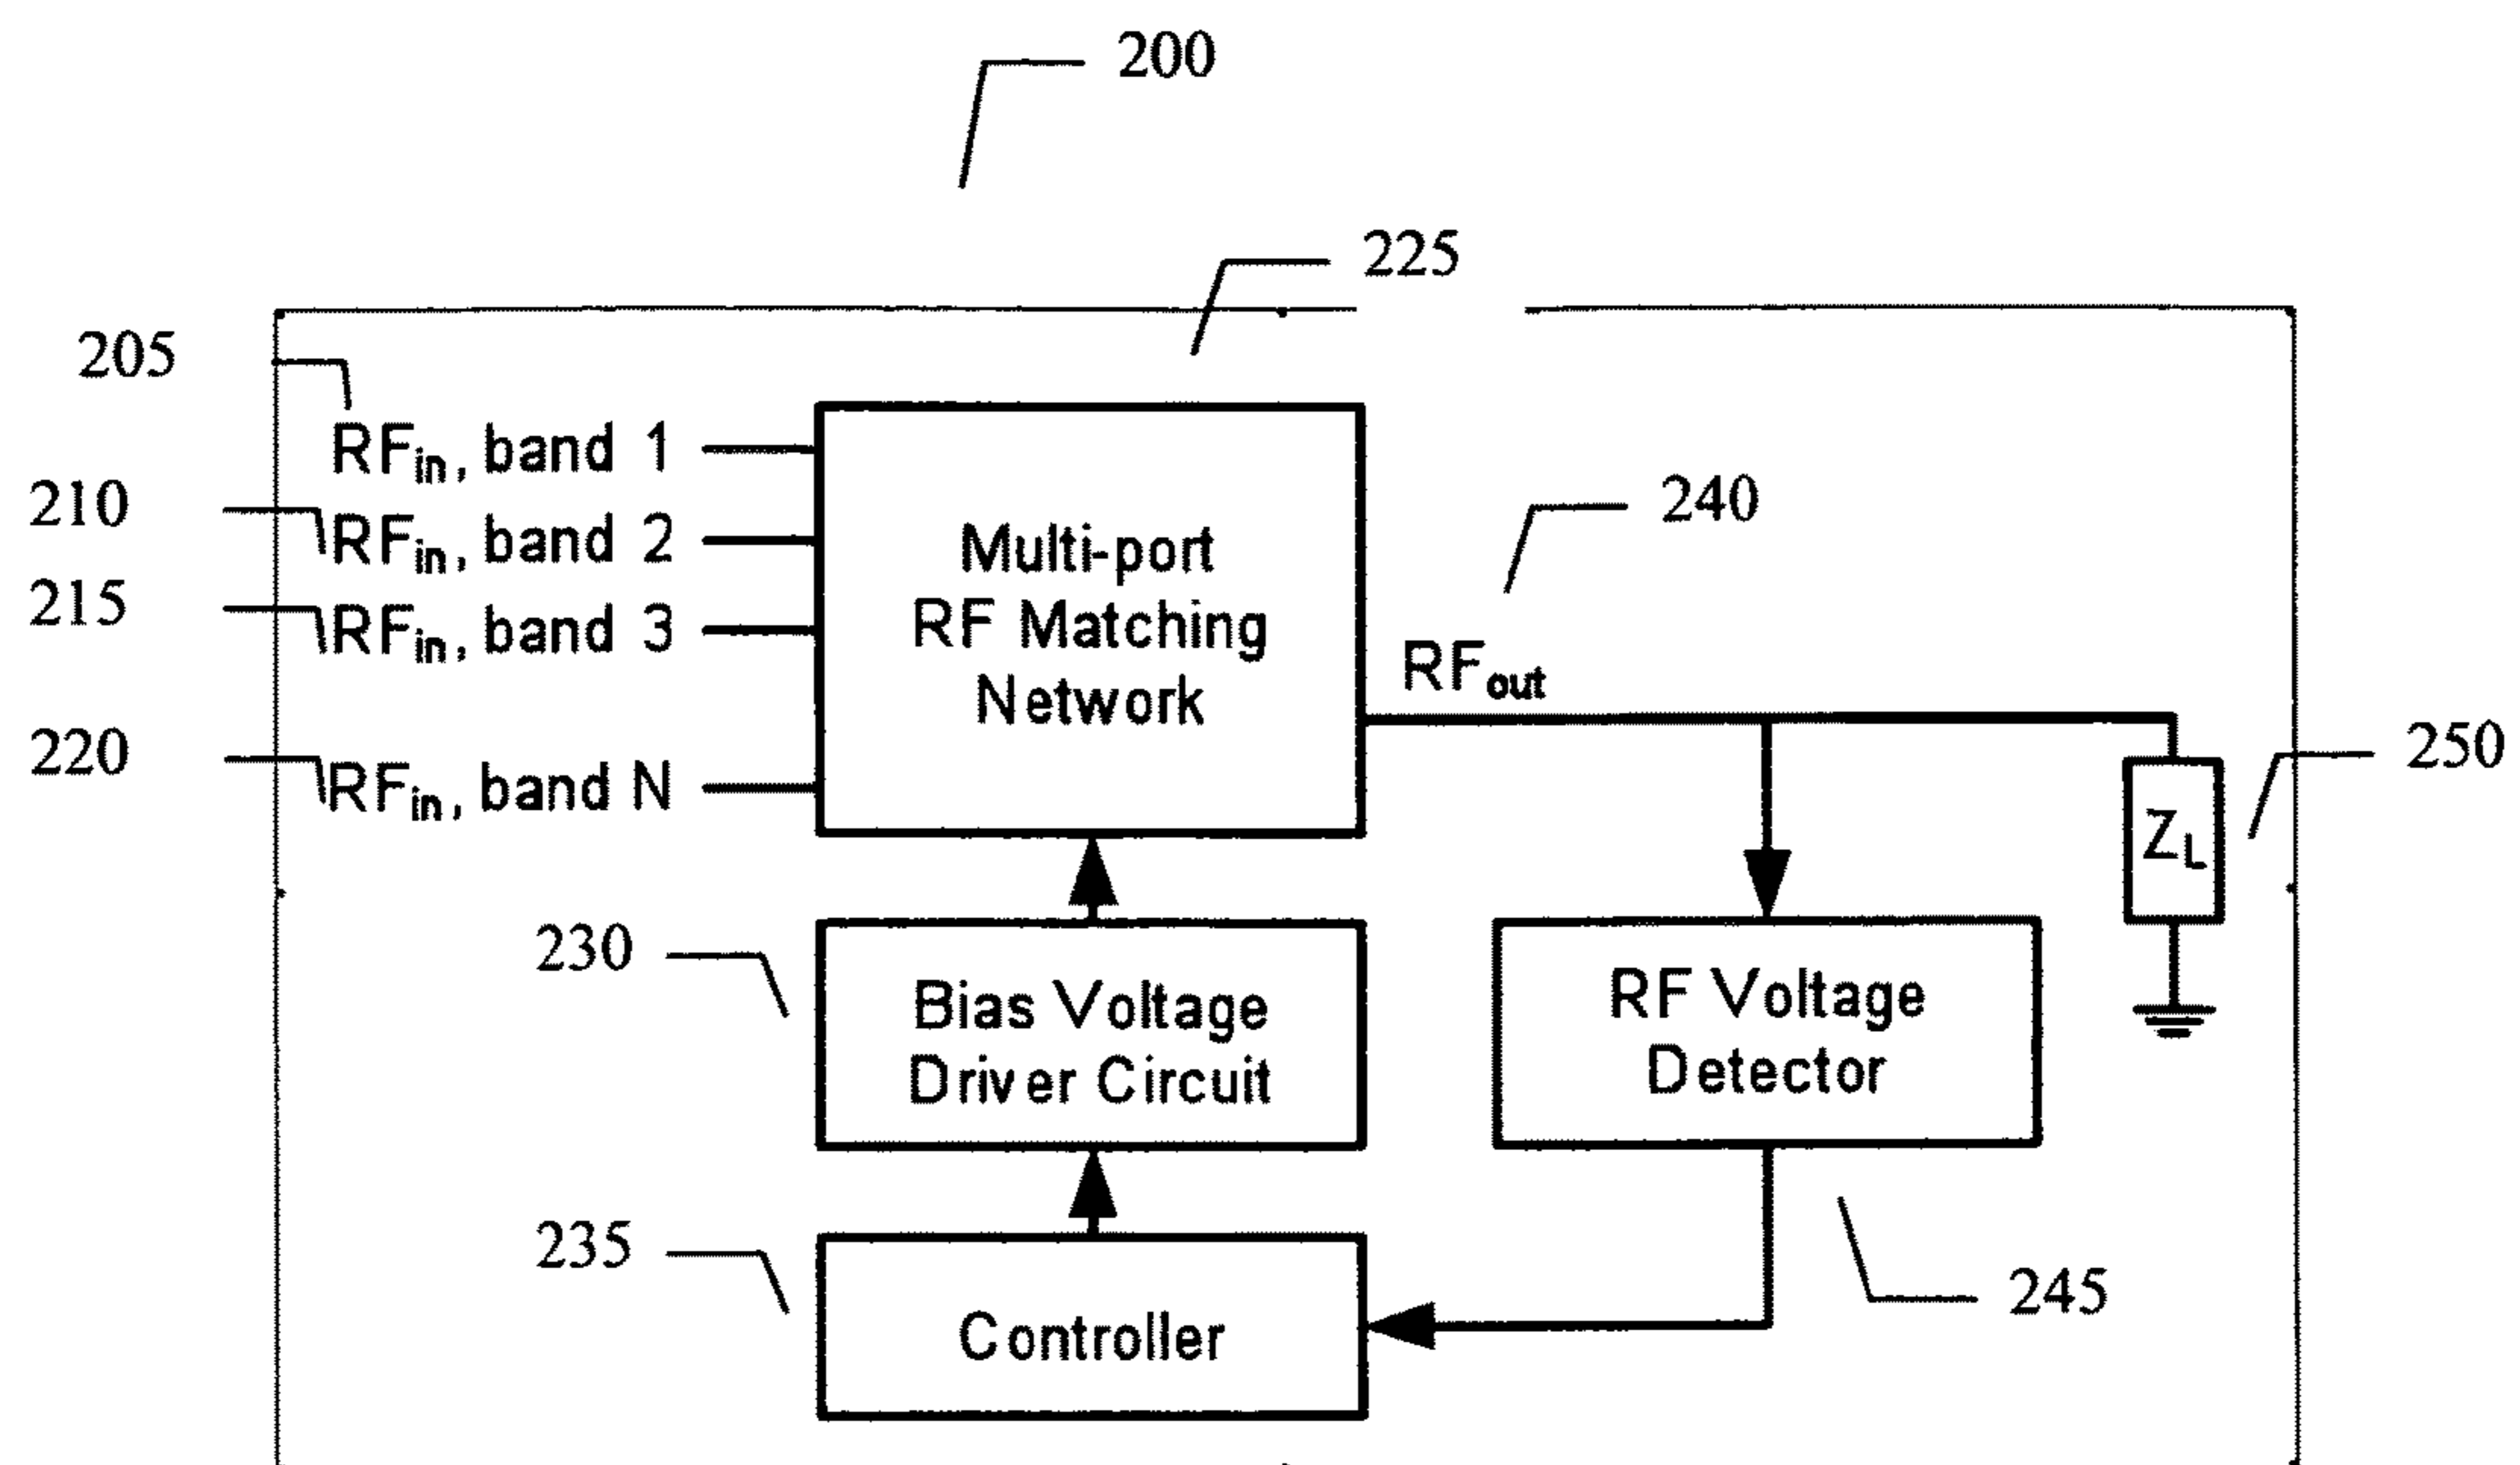 200
225
205
RFin, band 1
210
RFin, band 2
215
RFin, band 3
220
RFin, band N
Multi-port
RF Matching
Network
240
RFout
250
ZL
230
Bias Voltage
Driver Circuit
RF Voltage
Detector
235
Controller
245